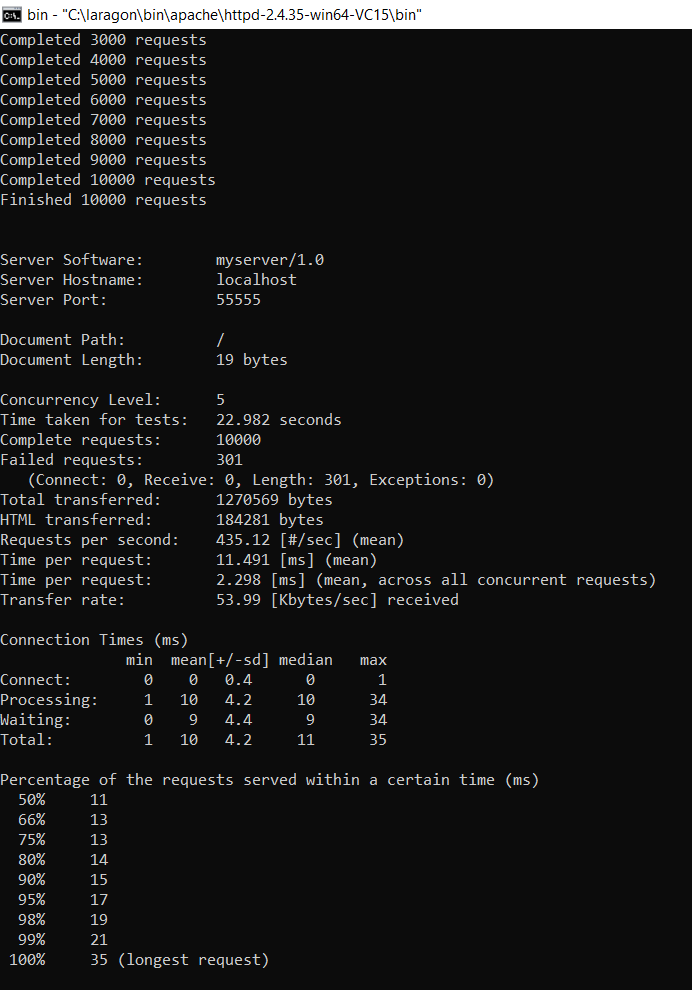 bin - "C:\laragon\bin\apache\httpd-2.4.35-win64-VC15\bin"
Completed 3000 requests
Completed 4000 requests
Completed 5000 requests
Completed 6000 requests
Completed 7000 requests
Completed 8000 requests
Completed 9000 requests
Completed 10000 requests
Finished 10000 requests
Server Software:        myserver/1.0
Server Hostname:        localhost
Server Port:            55555
Document Path:          /
Document Length:        19 bytes
Concurrency Level:      5
Time taken for tests:   22.982 seconds
Complete requests:      10000
Failed requests:        301
   (Connect: 0, Receive: 0, Length: 301, Exceptions: 0)
Total transferred:      1270569 bytes
HTML transferred:       184281 bytes
Requests per second:    435.12 [#/sec] (mean)
Time per request:       11.491 [ms] (mean)
Time per request:       2.298 [ms] (mean, across all concurrent requests)
Transfer rate:          53.99 [Kbytes/sec] received
Connection Times (ms)
              min  mean[+/-sd] median   max
Connect:        0    0   0.4      0       1
Processing:     1   10   4.2     10      34
Waiting:        0    9   4.4      9      34
Total:          1   10   4.2     11      35
Percentage of the requests served within a certain time (ms)
  50%     11
  66%     13
  75%     13
  80%     14
  90%     15
  95%     17
  98%     19
  99%     21
 100%     35 (longest request)